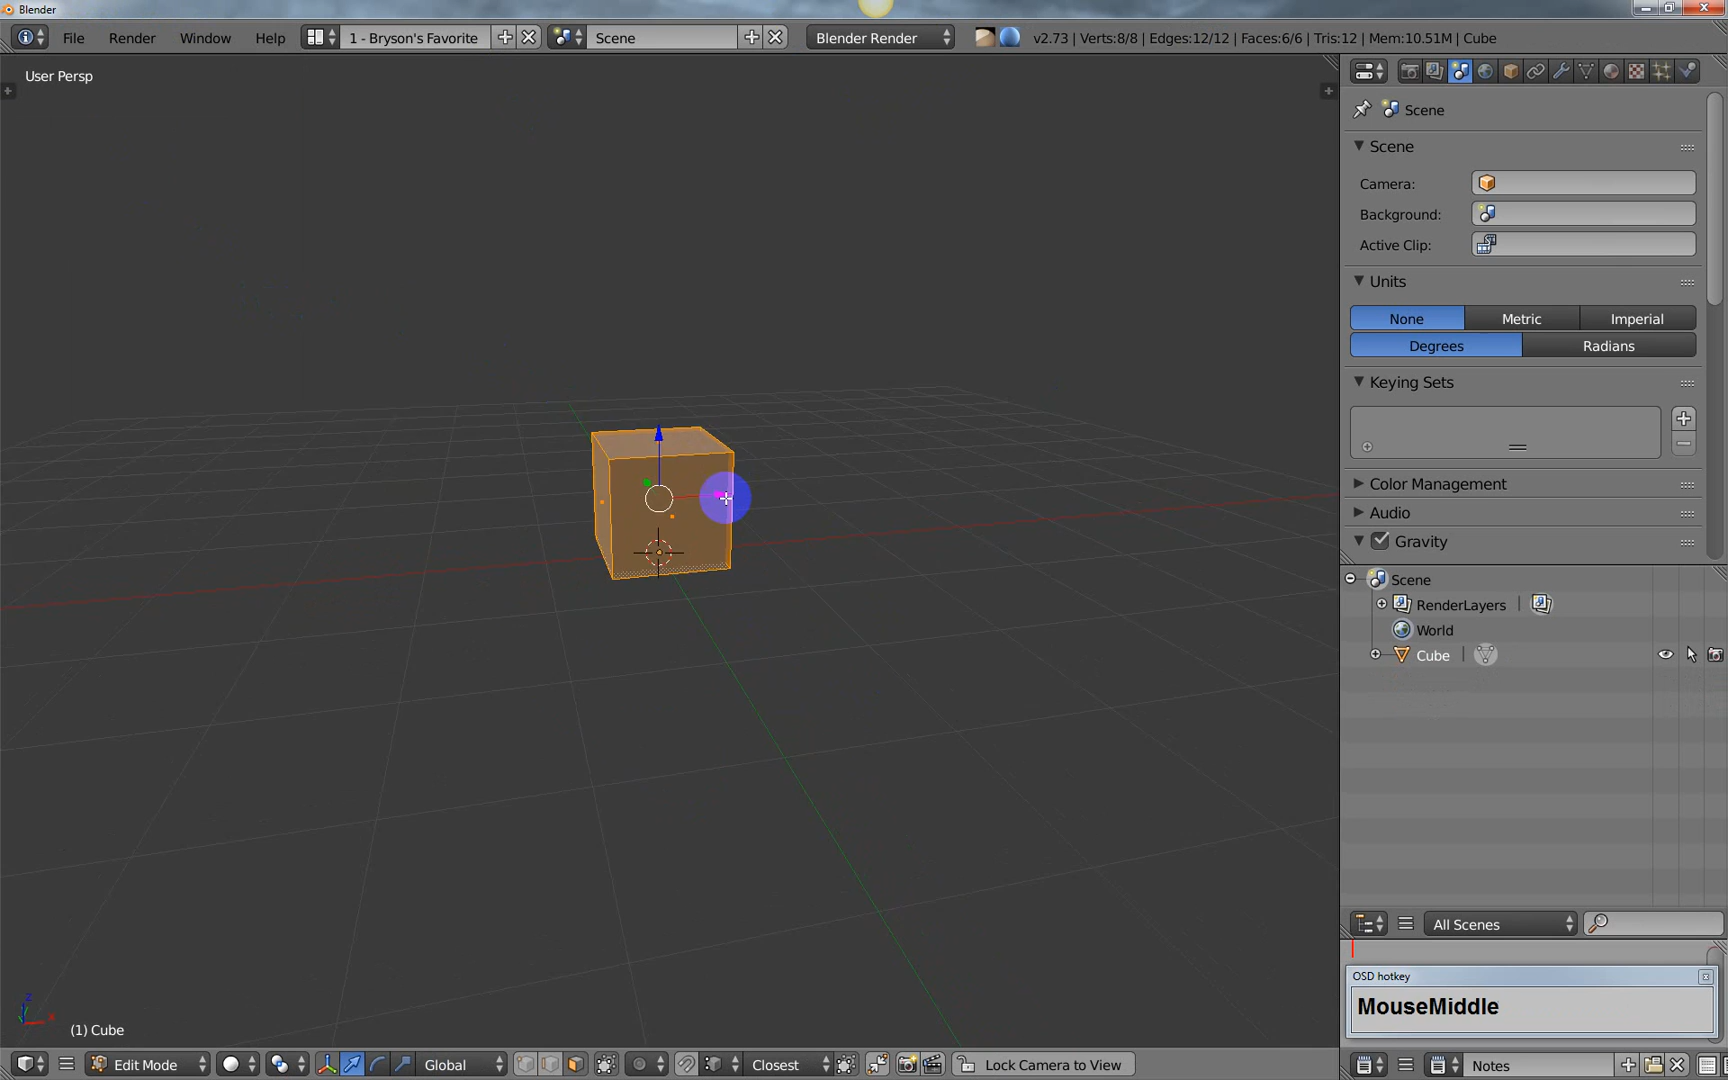 Blender
File Render Window Help 1 - Bryson's Favorite Scene Blender Render v2.73 | Verts:8/8 | Edges:12/12 | Faces:6/6 | Tris:12 | Mem:10.51M | Cube
User Persp
Scene
Scene
Camera:
Background:
Active Clip:
Units
None Metric Imperial
Degrees Radians
Keying Sets
Color Management
Audio
Gravity
Scene
RenderLayers
World
Cube
All Scenes
OSD hotkey
MouseMiddle
z
x
(1) Cube
Edit Mode Global Closest Lock Camera to View Notes